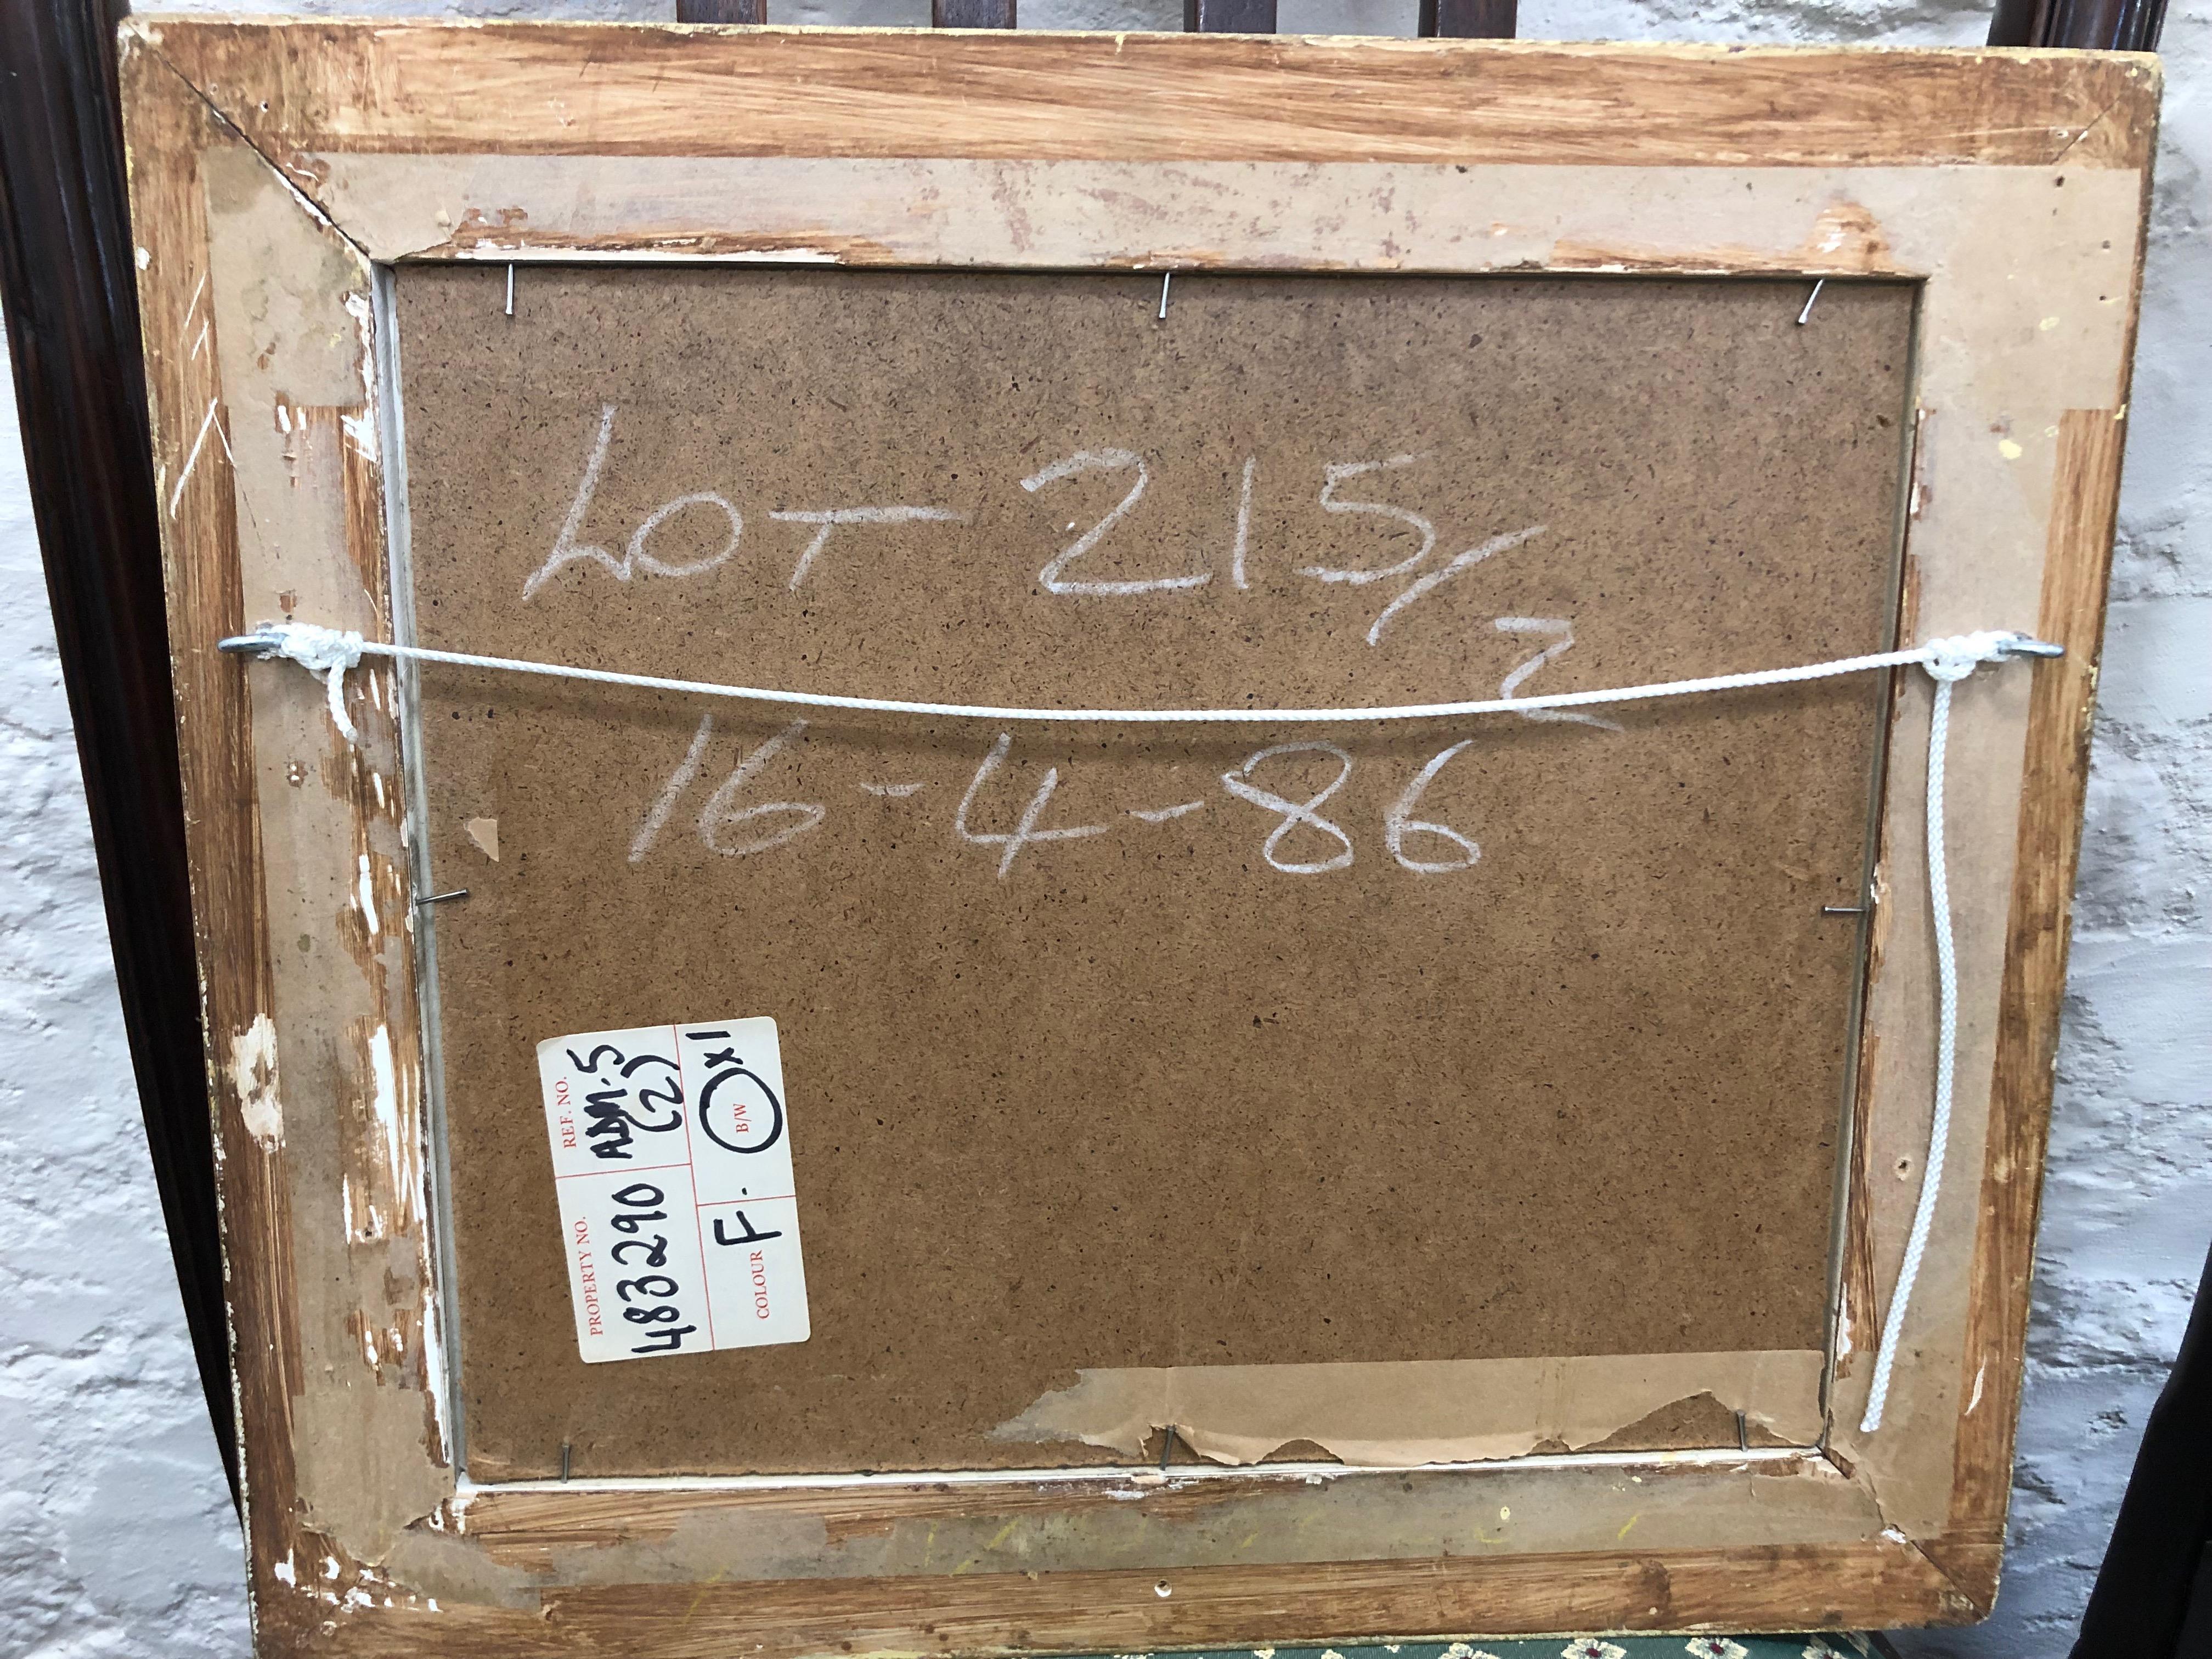 LOT 215/2
16-4-86
PROPERTY NO. REF. NO.
483290 ADM.5
(2)
COLOUR F. B/W x1